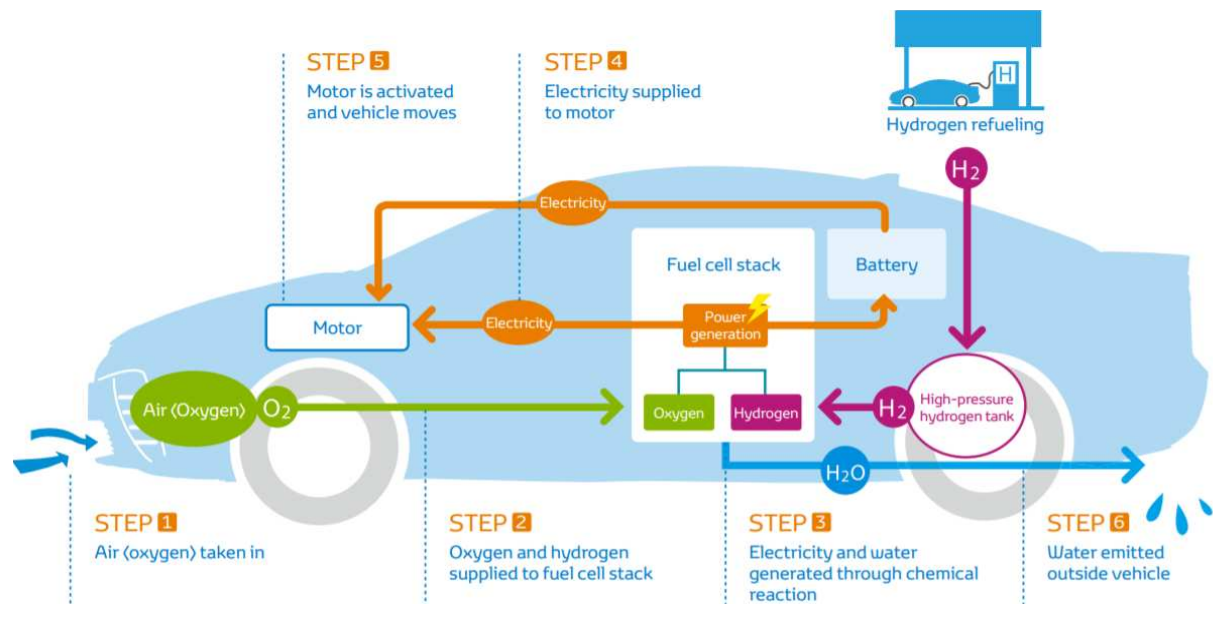 STEP 5
Motor is activated
and vehicle moves
STEP 4
Electricity supplied
to motor
H
Hydrogen refueling
H2
Electricity
Fuel cell stack
Battery
Motor
Electricity
Power
generation
Air (Oxygen)
O2
Oxygen
Hydrogen
H2
High-pressure
hydrogen tank
H2O
STEP 1
Air (oxygen) taken in
STEP 2
Oxygen and hydrogen
supplied to fuel cell stack
STEP 3
Electricity and water
generated through chemical
reaction
STEP 6
Water emitted
outside vehicle